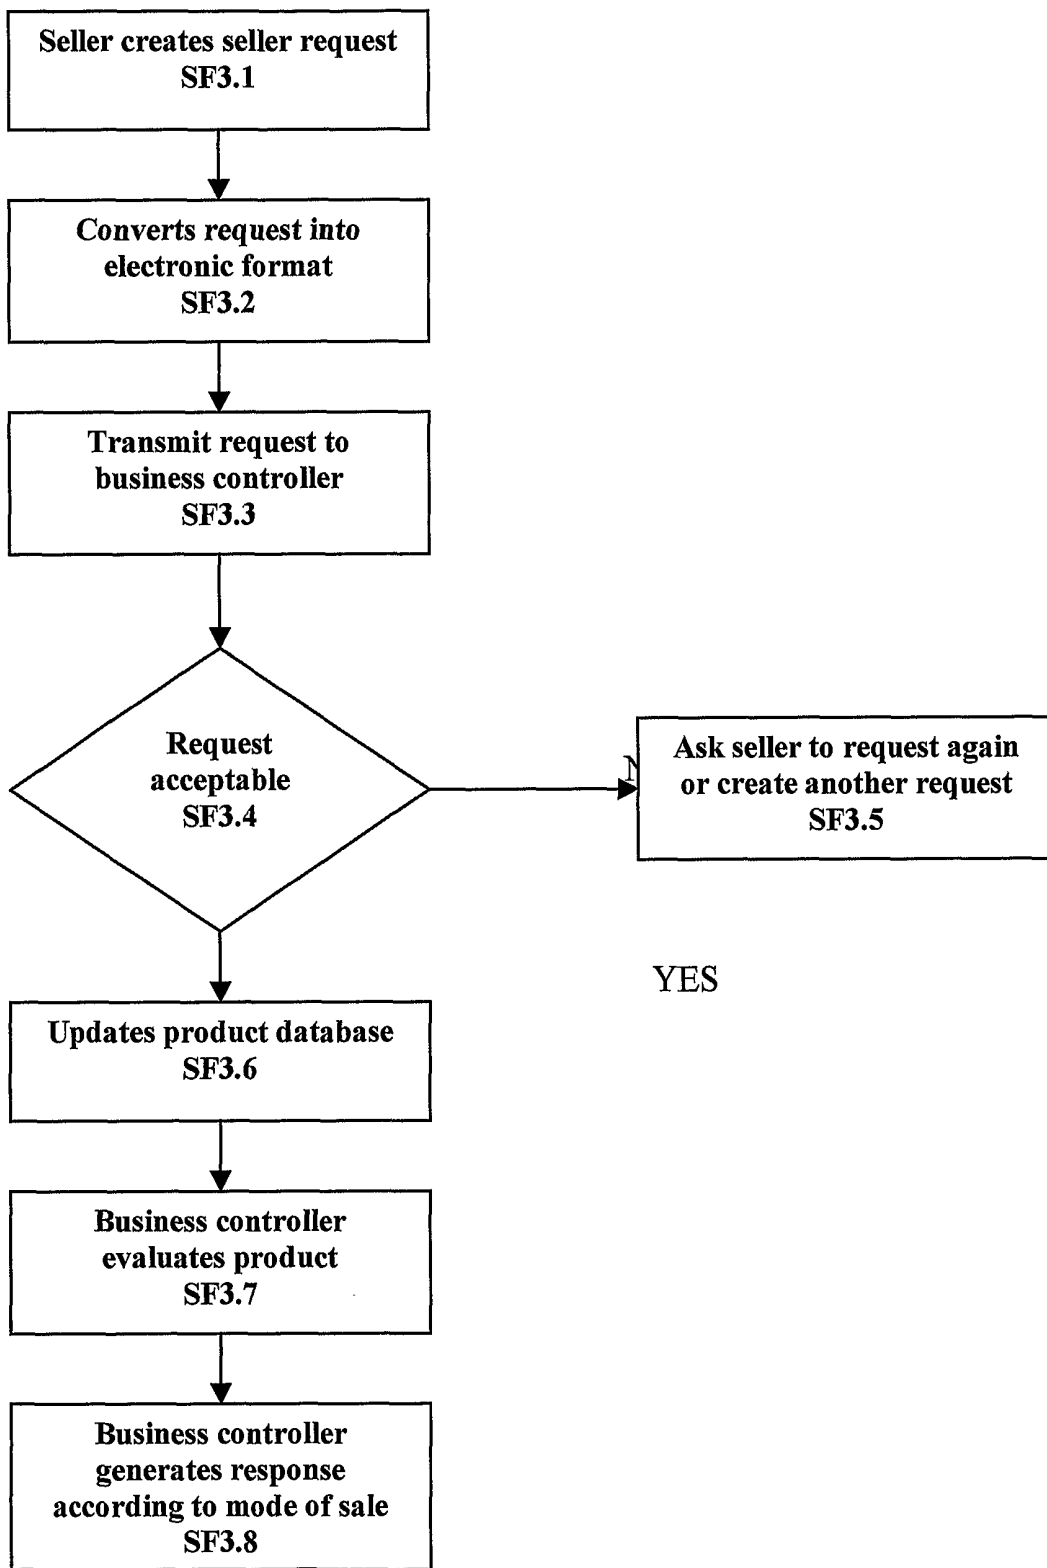 Seller creates seller request
SF3.1
Converts request into
electronic format
SF3.2
Transmit request to
business controller
SF3.3
Request
acceptable
SF3.4
Ask seller to request again
or create another request
SF3.5
YES
Updates product database
SF3.6
Business controller
evaluates product
SF3.7
Business controller
generates response
according to mode of sale
SF3.8